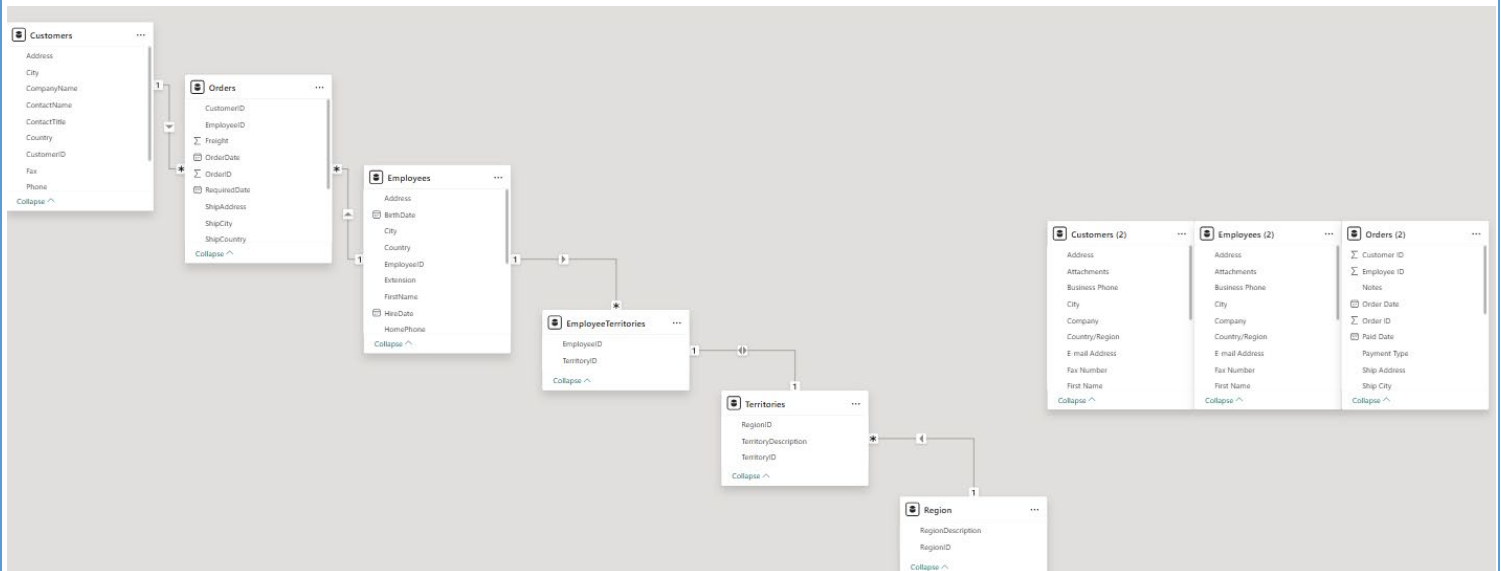 Customers
Address
City
CompanyName
ContactName
ContactTitle
Country
CustomerID
Fax
Phone
Collapse
1
*
Orders
CustomerID
EmployeeID
Freight
OrderDate
OrderID
RequiredDate
ShipAddress
ShipCity
ShipCountry
Collapse
*
1
Employees
Address
BirthDate
City
Country
EmployeeID
Extension
FirstName
HireDate
HomePhone
Collapse
1
*
EmployeeTerritories
EmployeeID
TerritoryID
Collapse
1
1
Territories
RegionID
TerritoryDescription
TerritoryID
Collapse
*
1
Region
RegionDescription
RegionID
Collapse
Customers (2)
Address
Attachments
Business Phone
City
Company
Country/Region
E-mail Address
Fax Number
First Name
Collapse
Employees (2)
Address
Attachments
Business Phone
City
Company
Country/Region
E-mail Address
Fax Number
First Name
Collapse
Orders (2)
Customer ID
Employee ID
Notes
Order Date
Order ID
Paid Date
Payment Type
Ship Address
Ship City
Collapse